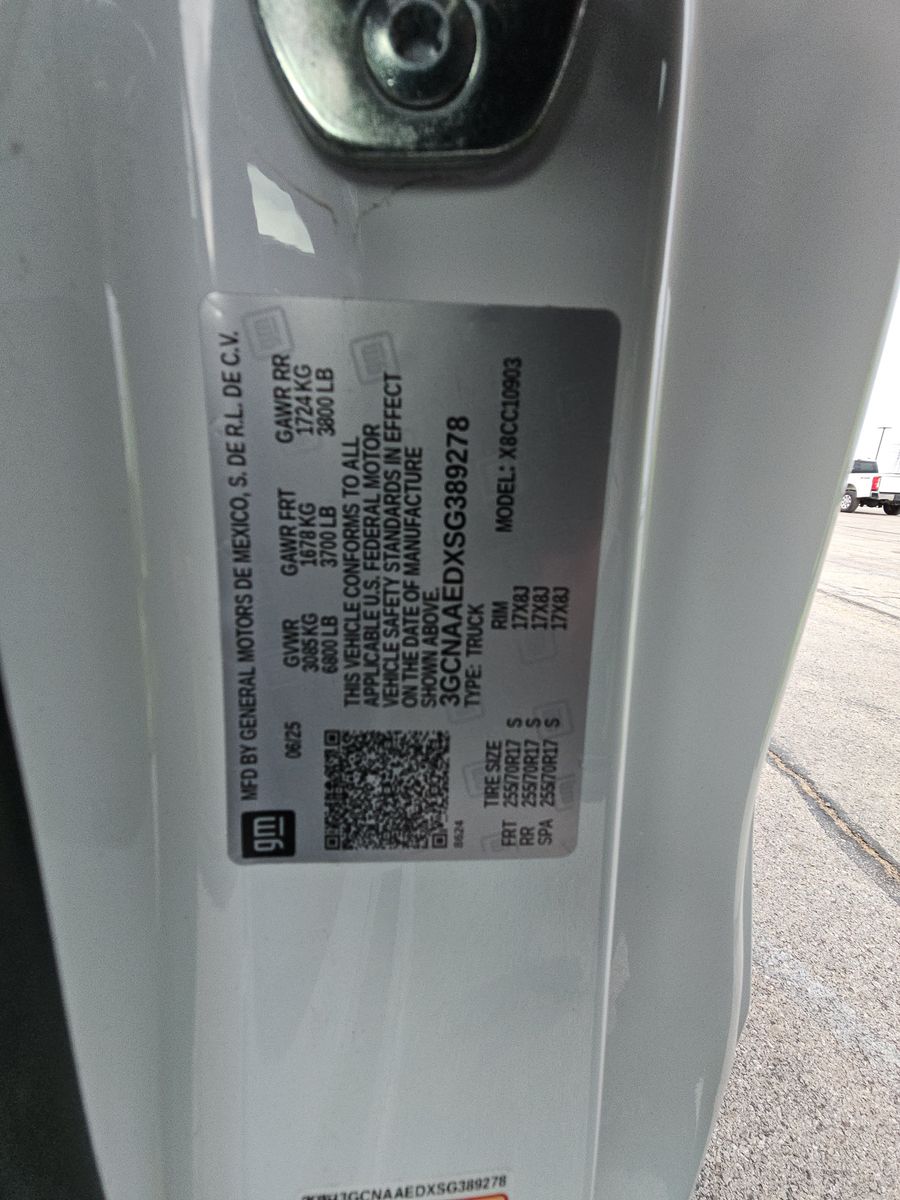 gm
MFD BY GENERAL MOTORS DE MEXICO, S. DE R.L. DE C.V.
06/25 GVWR GAWR FRT GAWR RR
3085 KG 1678 KG 1724 KG
6800 LB 3700 LB 3800 LB
THIS VEHICLE CONFORMS TO ALL
APPLICABLE U.S. FEDERAL MOTOR
VEHICLE SAFETY STANDARDS IN EFFECT
ON THE DATE OF MANUFACTURE
SHOWN ABOVE.
3GCNAAEDXSG389278
8624 TYPE: TRUCK MODEL: X8CC10903
TIRE SIZE RIM
FRT 255/70R17 S 17X8J
RR 255/70R17 S 17X8J
SPA 255/70R17 S 17X8J
3GCNAAEDXSG389278